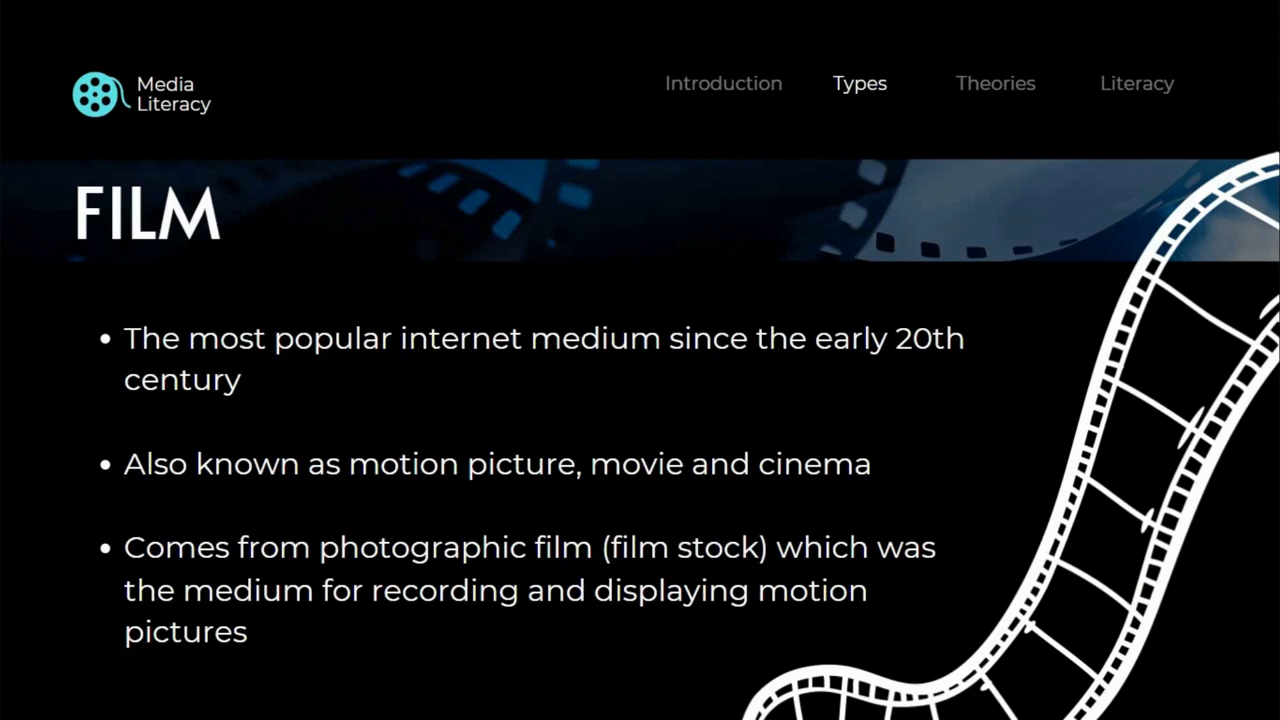 Media
Literacy
Introduction Types Theories Literacy
FILM
• The most popular internet medium since the early 20th
century
• Also known as motion picture, movie and cinema
• Comes from photographic film (film stock) which was
the medium for recording and displaying motion
pictures